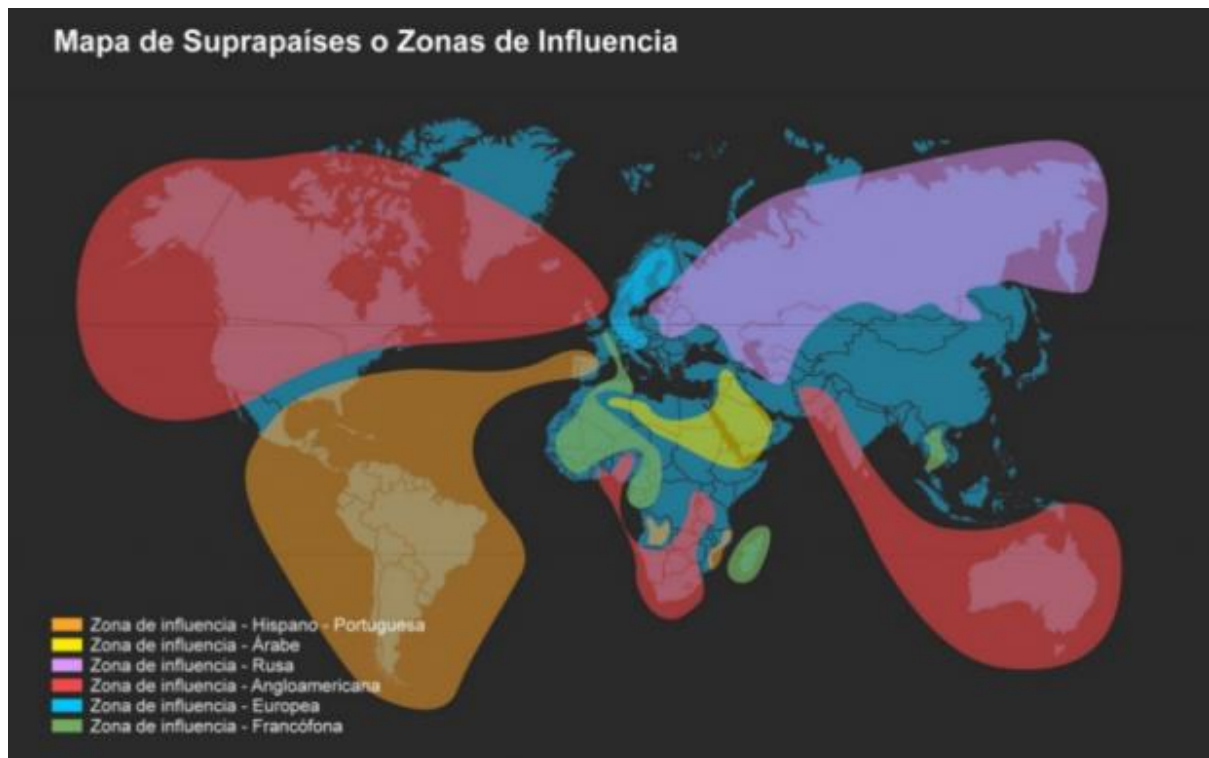 Mapa de Suprapaíses o Zonas de Influencia
Zona de influencia - Hispano - Portuguesa
Zona de influencia - Árabe
Zona de influencia - Rusa
Zona de influencia - Angloamericana
Zona de influencia - Europea
Zona de influencia - Francófona